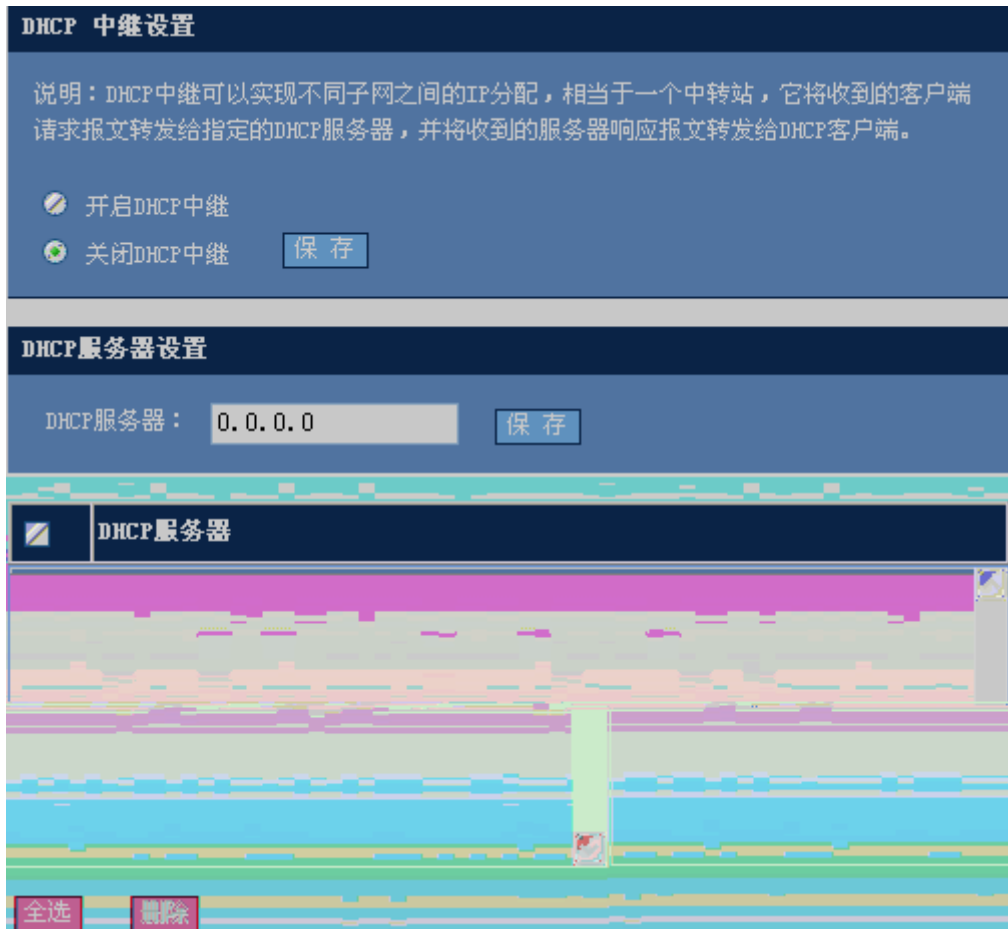 DHCP 中继设置
说明：DHCP中继可以实现不同子网之间的IP分配，相当于一个中转站，它将收到的客户端
请求报文转发给指定的DHCP服务器，并将收到的服务器响应报文转发给DHCP客户端。
开启DHCP中继
关闭DHCP中继 保 存
DHCP服务器设置
DHCP服务器： 0.0.0.0 保 存
DHCP服务器
全选 删除